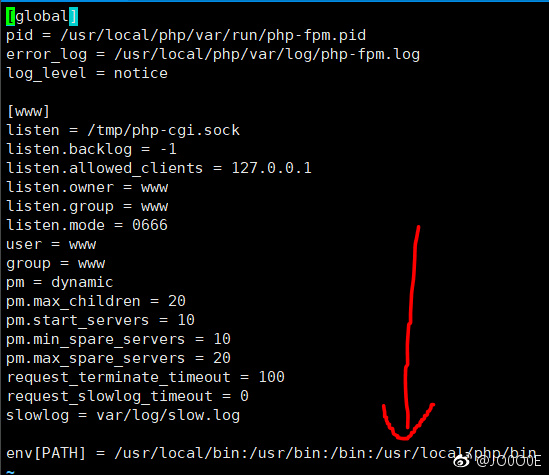 [global]
pid = /usr/local/php/var/run/php-fpm.pid
error_log = /usr/local/php/var/log/php-fpm.log
log_level = notice

[www]
listen = /tmp/php-cgi.sock
listen.backlog = -1
listen.allowed_clients = 127.0.0.1
listen.owner = www
listen.group = www
listen.mode = 0666
user = www
group = www
pm = dynamic
pm.max_children = 20
pm.start_servers = 10
pm.min_spare_servers = 10
pm.max_spare_servers = 20
request_terminate_timeout = 100
request_slowlog_timeout = 0
slowlog = var/log/slow.log

env[PATH] = /usr/local/bin:/usr/bin:/bin:/usr/local/php/bin
~